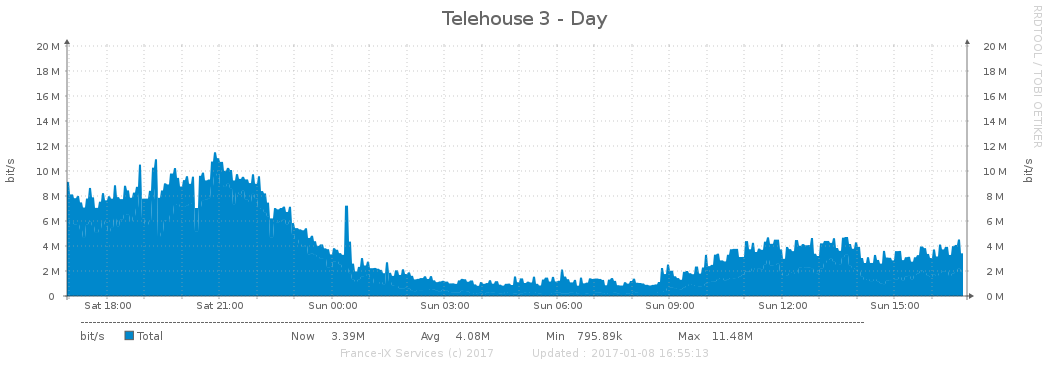 Telehouse 3 - Day
RRDTOOL / TOBI OETIKER
bit/s
20 M 20 M
18 M 18 M
16 M 16 M
14 M 14 M
12 M 12 M
10 M 10 M
8 M 8 M
6 M 6 M
4 M 4 M
2 M 2 M
0 0 M
bit/s
Sat 18:00 Sat 21:00 Sun 00:00 Sun 03:00 Sun 06:00 Sun 09:00 Sun 12:00 Sun 15:00
bit/s Total Now 3.39M Avg 4.08M Min 795.89k Max 11.48M
France-IX Services (c) 2017 Updated : 2017-01-08 16:55:13